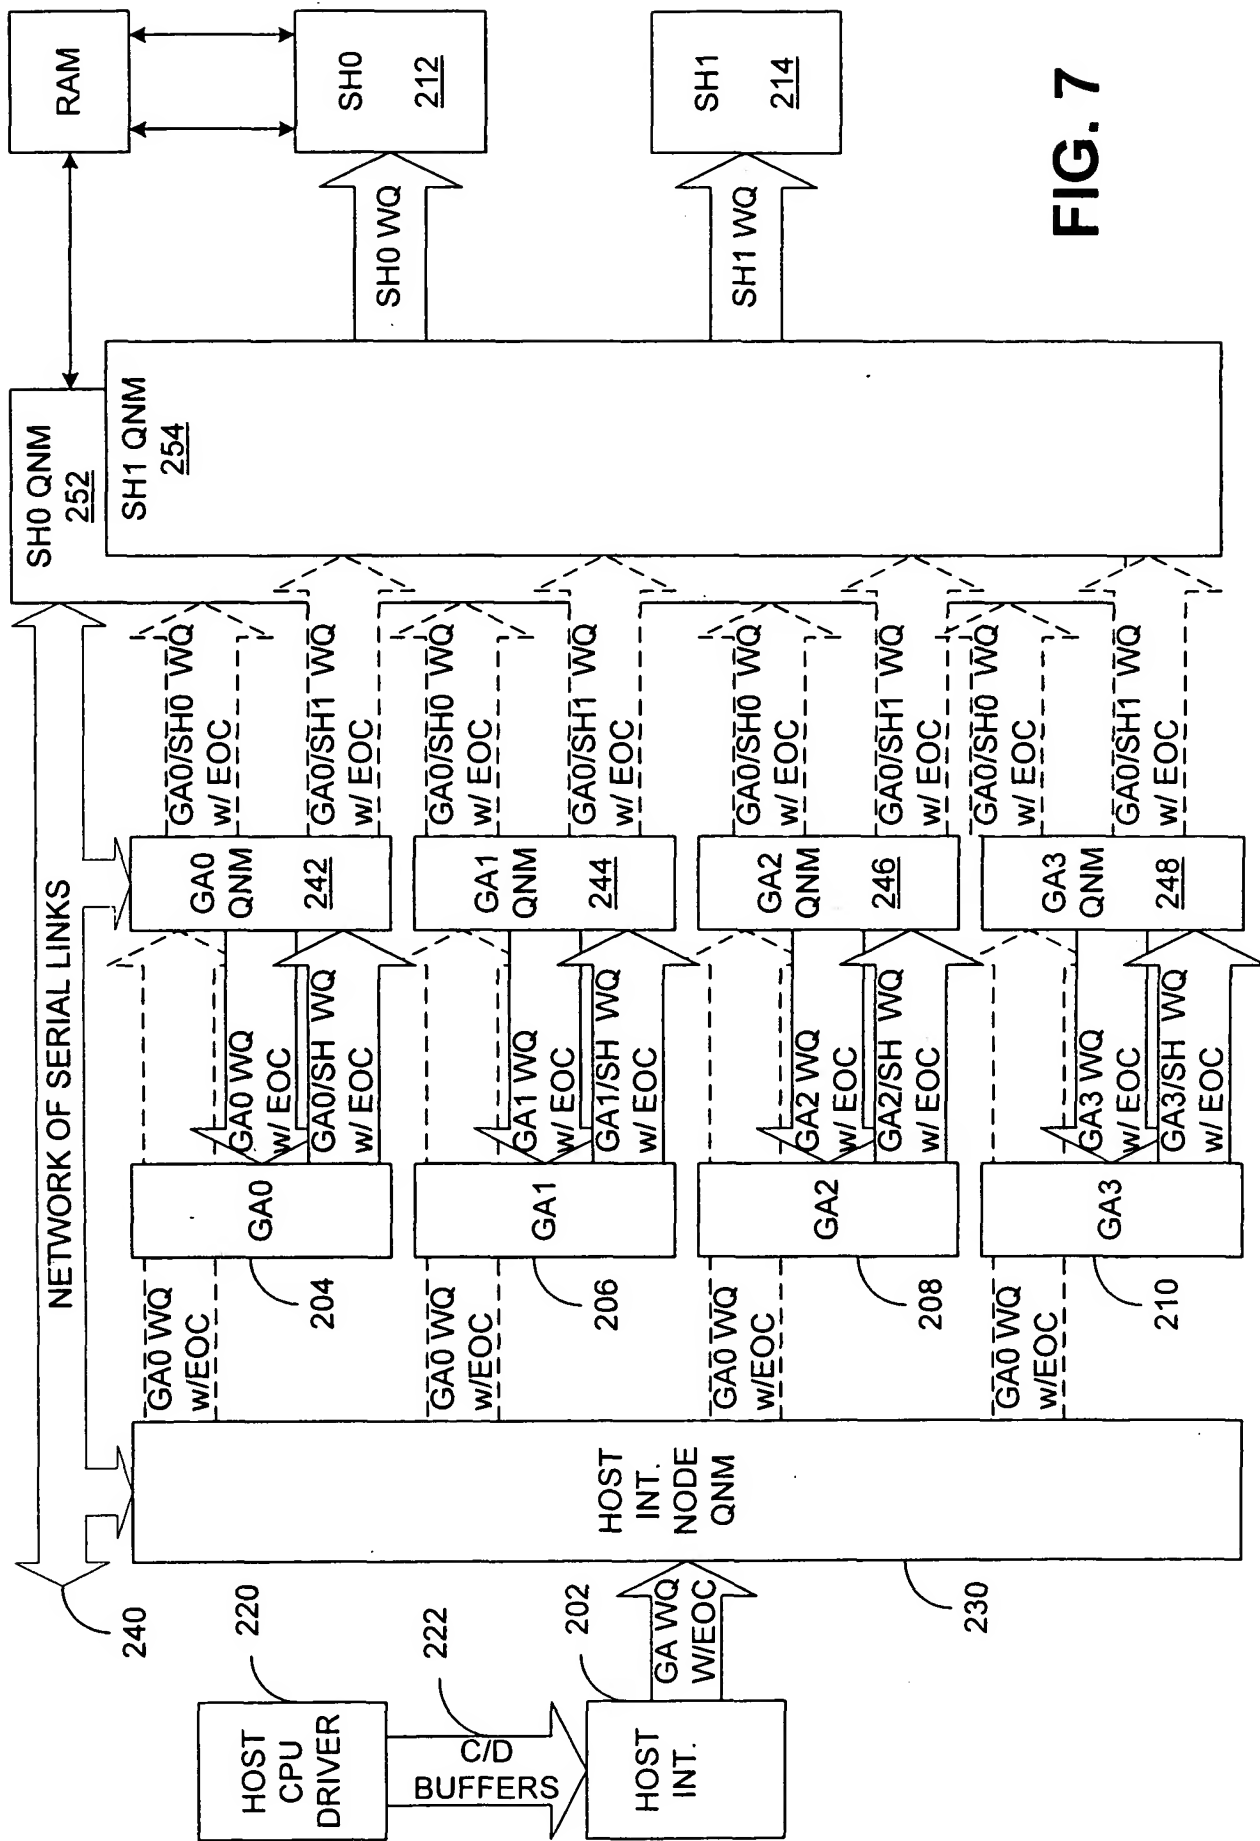 NETWORK OF SERIAL LINKS
240
HOST
CPU
DRIVER
220
C/D
BUFFERS
222
HOST
INT.
202
GA WQ
W/EOC
HOST
INT.
NODE
QNM
230
GA0 WQ
w/EOC
GA0 WQ
w/EOC
GA0 WQ
w/EOC
GA0 WQ
w/EOC
GA0
204
GA1
206
GA2
208
GA3
210
GA0 WQ
w/ EOC
GA0/SH WQ
w/ EOC
GA1 WQ
w/ EOC
GA1/SH WQ
w/ EOC
GA2 WQ
w/ EOC
GA2/SH WQ
w/ EOC
GA3 WQ
w/ EOC
GA3/SH WQ
w/ EOC
GA0
QNM
242
GA1
QNM
244
GA2
QNM
246
GA3
QNM
248
GA0/SH0 WQ
w/ EOC
GA0/SH1 WQ
w/ EOC
GA0/SH0 WQ
w/ EOC
GA0/SH1 WQ
w/ EOC
GA0/SH0 WQ
w/ EOC
GA0/SH1 WQ
w/ EOC
GA0/SH0 WQ
w/ EOC
GA0/SH1 WQ
w/ EOC
SH0 QNM
252
SH1 QNM
254
SH0 WQ
SH1 WQ
RAM
SH0
212
SH1
214
FIG. 7